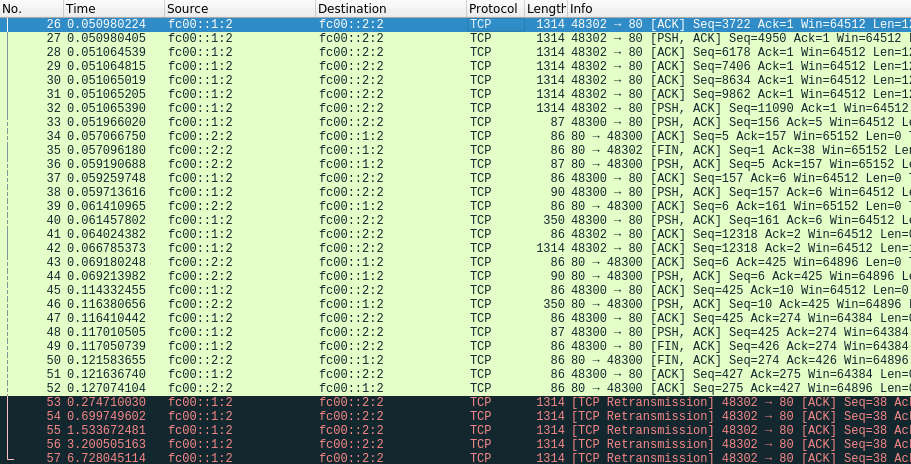 No. Time Source Destination Protocol Length Info
26 0.050980224 fc00::1:2 fc00::2:2 TCP 1314 48302 → 80 [ACK] Seq=3722 Ack=1 Win=64512 Len=12
27 0.050980405 fc00::1:2 fc00::2:2 TCP 1314 48302 → 80 [PSH, ACK] Seq=4950 Ack=1 Win=64512
28 0.051064539 fc00::1:2 fc00::2:2 TCP 1314 48302 → 80 [ACK] Seq=6178 Ack=1 Win=64512 Len=12
29 0.051064815 fc00::1:2 fc00::2:2 TCP 1314 48302 → 80 [ACK] Seq=7406 Ack=1 Win=64512 Len=12
30 0.051065019 fc00::1:2 fc00::2:2 TCP 1314 48302 → 80 [ACK] Seq=8634 Ack=1 Win=64512 Len=12
31 0.051065205 fc00::1:2 fc00::2:2 TCP 1314 48302 → 80 [ACK] Seq=9862 Ack=1 Win=64512 Len=12
32 0.051065390 fc00::1:2 fc00::2:2 TCP 1314 48302 → 80 [PSH, ACK] Seq=11090 Ack=1 Win=64512
33 0.051966020 fc00::1:2 fc00::2:2 TCP 87 48300 → 80 [PSH, ACK] Seq=156 Ack=5 Win=64512 Le
34 0.057066750 fc00::2:2 fc00::1:2 TCP 86 80 → 48300 [ACK] Seq=5 Ack=157 Win=65152 Len=0
35 0.057096180 fc00::2:2 fc00::1:2 TCP 86 80 → 48302 [FIN, ACK] Seq=1 Ack=38 Win=65152 Le
36 0.059190688 fc00::2:2 fc00::1:2 TCP 87 80 → 48300 [PSH, ACK] Seq=5 Ack=157 Win=65152 Le
37 0.059259748 fc00::1:2 fc00::2:2 TCP 86 48300 → 80 [ACK] Seq=157 Ack=6 Win=64512 Len=0
38 0.059713616 fc00::1:2 fc00::2:2 TCP 90 48300 → 80 [PSH, ACK] Seq=157 Ack=6 Win=64512 Le
39 0.061410965 fc00::2:2 fc00::1:2 TCP 86 80 → 48300 [ACK] Seq=6 Ack=161 Win=65152 Len=0
40 0.061457802 fc00::1:2 fc00::2:2 TCP 350 48300 → 80 [PSH, ACK] Seq=161 Ack=6 Win=64512 Le
41 0.064024382 fc00::1:2 fc00::2:2 TCP 86 48302 → 80 [ACK] Seq=12318 Ack=2 Win=64512 Len=0
42 0.066785373 fc00::1:2 fc00::2:2 TCP 1314 48302 → 80 [ACK] Seq=12318 Ack=2 Win=64512 Len=
43 0.069180248 fc00::2:2 fc00::1:2 TCP 86 80 → 48300 [ACK] Seq=6 Ack=425 Win=64896 Len=0
44 0.069213982 fc00::2:2 fc00::1:2 TCP 90 80 → 48300 [PSH, ACK] Seq=6 Ack=425 Win=64896 Le
45 0.114332455 fc00::1:2 fc00::2:2 TCP 86 48300 → 80 [ACK] Seq=425 Ack=10 Win=64512 Len=0
46 0.116380656 fc00::2:2 fc00::1:2 TCP 350 80 → 48300 [PSH, ACK] Seq=10 Ack=425 Win=64896
47 0.116410442 fc00::1:2 fc00::2:2 TCP 86 48300 → 80 [ACK] Seq=425 Ack=274 Win=64384 Len=0
48 0.117010505 fc00::1:2 fc00::2:2 TCP 87 48300 → 80 [PSH, ACK] Seq=425 Ack=274 Win=64384
49 0.117050739 fc00::1:2 fc00::2:2 TCP 86 48300 → 80 [FIN, ACK] Seq=426 Ack=274 Win=64384
50 0.121583655 fc00::2:2 fc00::1:2 TCP 86 80 → 48300 [FIN, ACK] Seq=274 Ack=426 Win=64896
51 0.121636740 fc00::1:2 fc00::2:2 TCP 86 48300 → 80 [ACK] Seq=427 Ack=275 Win=64384 Len=0
52 0.127074104 fc00::2:2 fc00::1:2 TCP 86 80 → 48300 [ACK] Seq=275 Ack=427 Win=64896 Len=0
53 0.274710030 fc00::1:2 fc00::2:2 TCP 1314 [TCP Retransmission] 48302 → 80 [ACK] Seq=38 Ack
54 0.699749602 fc00::1:2 fc00::2:2 TCP 1314 [TCP Retransmission] 48302 → 80 [ACK] Seq=38 Ack
55 1.533672481 fc00::1:2 fc00::2:2 TCP 1314 [TCP Retransmission] 48302 → 80 [ACK] Seq=38 Ack
56 3.200505163 fc00::1:2 fc00::2:2 TCP 1314 [TCP Retransmission] 48302 → 80 [ACK] Seq=38 Ack
57 6.728045114 fc00::1:2 fc00::2:2 TCP 1314 [TCP Retransmission] 48302 → 80 [ACK] Seq=38 Ack